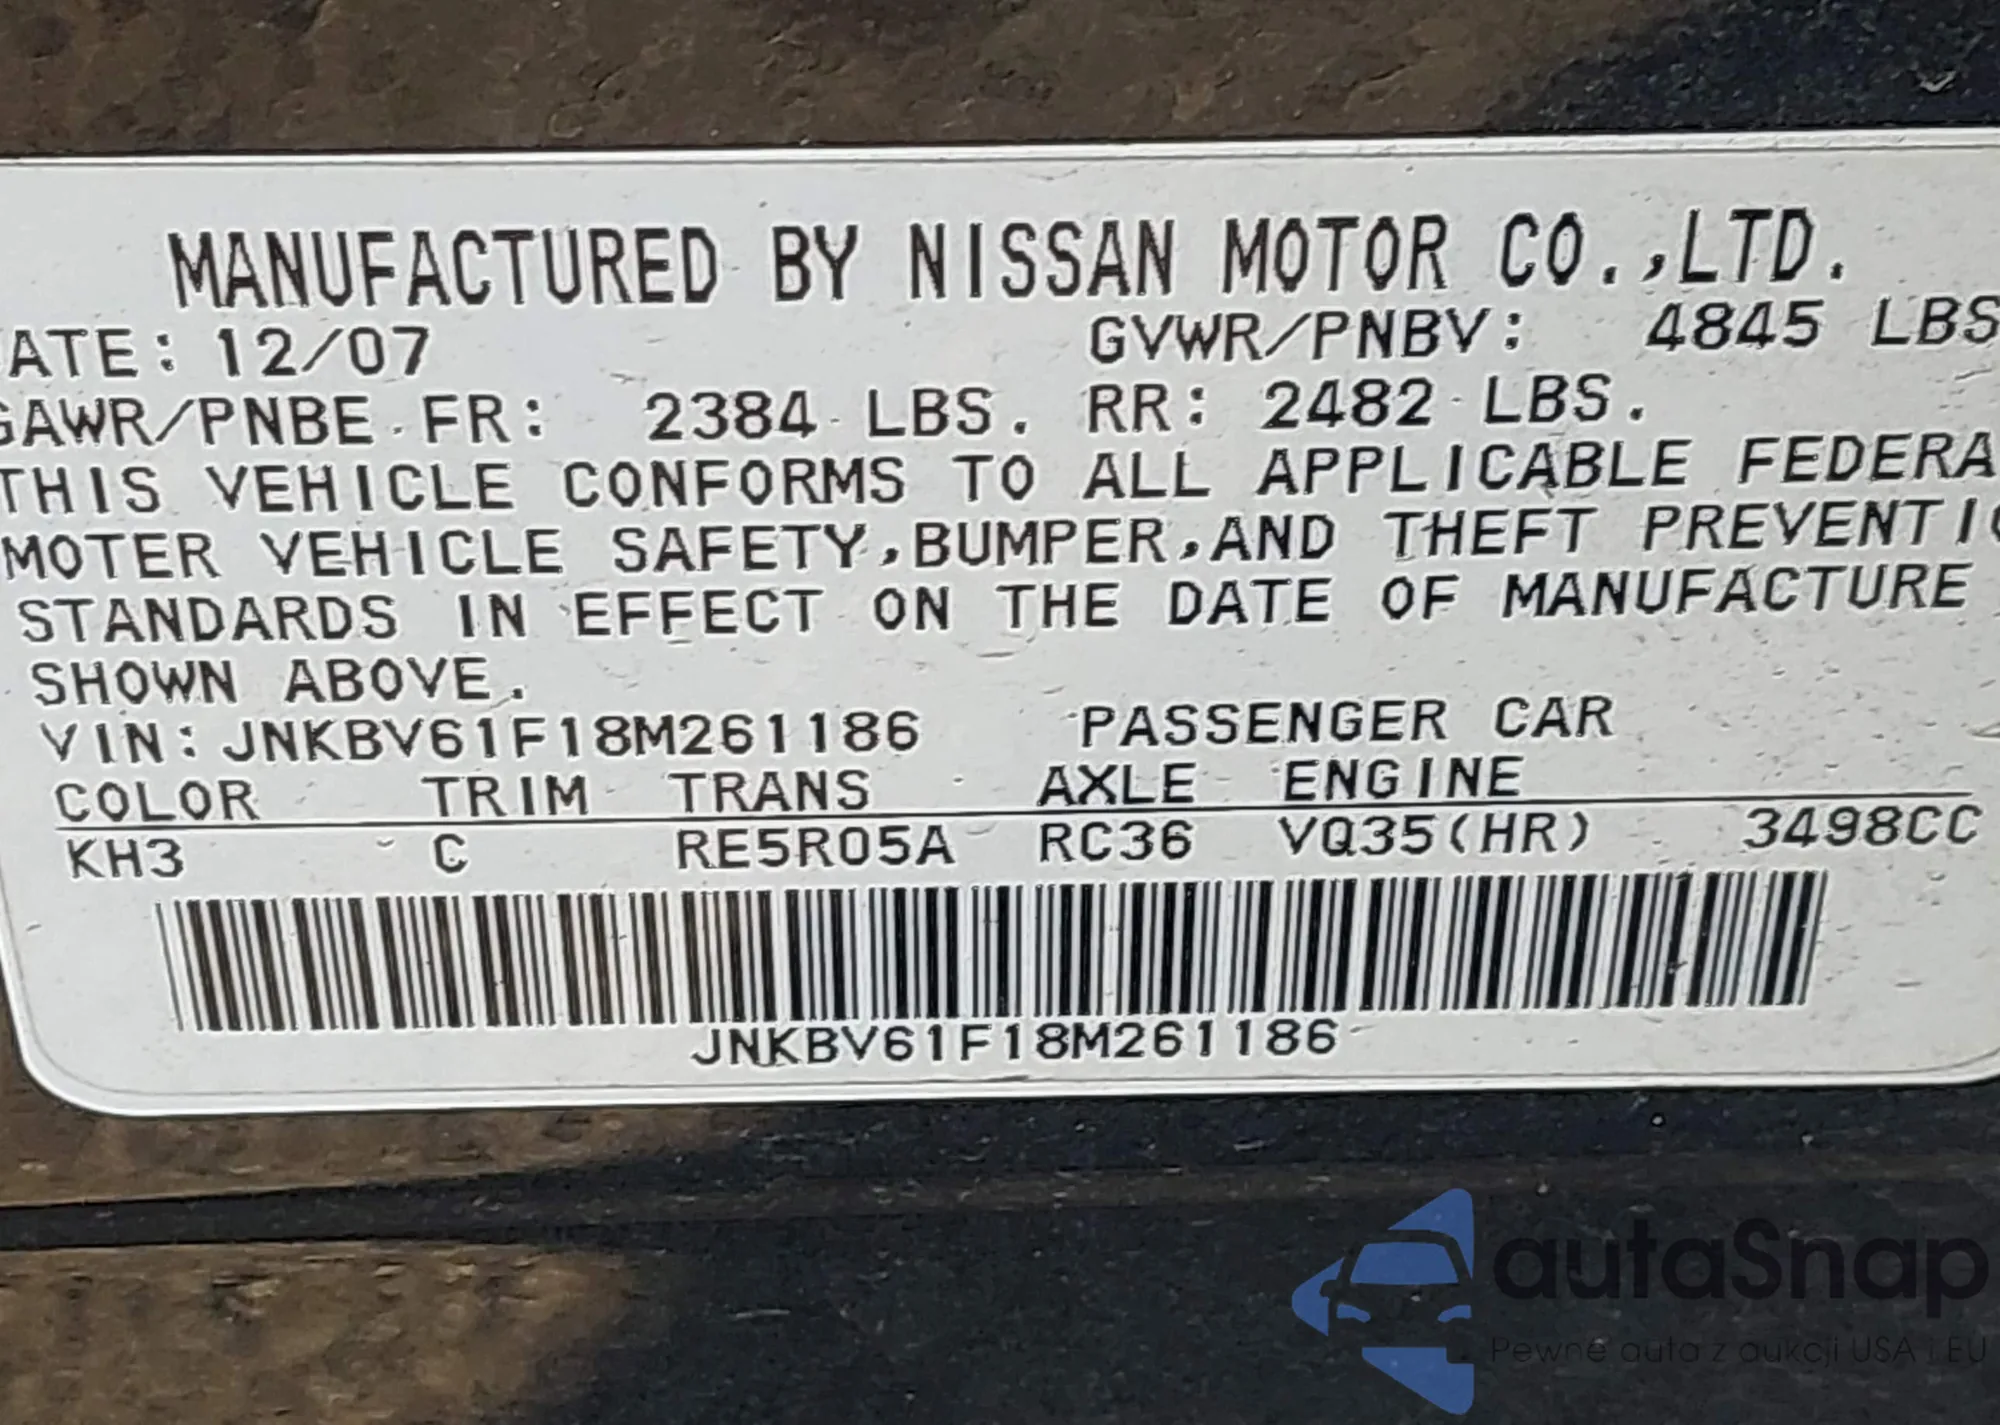 MANUFACTURED BY NISSAN MOTOR CO.,LTD.
ATE: 12/07 GVWR/PNBV: 4845 LBS
GAWR/PNBE FR: 2384 LBS. RR: 2482 LBS.
THIS VEHICLE CONFORMS TO ALL APPLICABLE FEDERA
MOTER VEHICLE SAFETY,BUMPER,AND THEFT PREVENTIO
STANDARDS IN EFFECT ON THE DATE OF MANUFACTURE
SHOWN ABOVE.
VIN:JNKBV61F18M261186 PASSENGER CAR
COLOR TRIM TRANS AXLE ENGINE
KH3 C RE5R05A RC36 VQ35(HR) 3498CC
JNKBV61F18M261186
autaSnap
Pewne auta z aukcji USA i EU